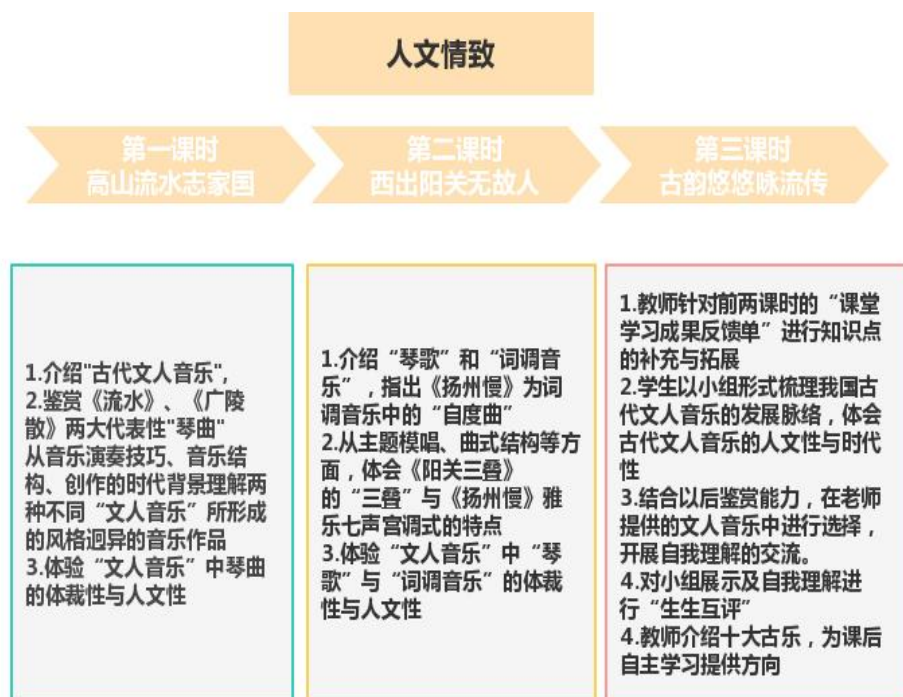 人文情致
第一课时
高山流水志家国
第二课时
西出阳关无故人
第三课时
古韵悠悠咏流传
1.介绍"古代文人音乐",
2.鉴赏《流水》、《广陵
散》两大代表性"琴曲"
从音乐演奏技巧、音乐结
构、创作的时代背景理解两
种不同“文人音乐”所形成
的风格迥异的音乐作品
3.体验“文人音乐”中琴曲
的体裁性与人文性
1.介绍“琴歌”和“词调音
乐”，指出《扬州慢》为词
调音乐中的“自度曲”
2.从主题模唱、曲式结构等方
面，体会《阳关三叠》
的“三叠”与《扬州慢》雅
乐七声宫调式的特点
3.体验“文人音乐”中“琴
歌”与“词调音乐”的体裁
性与人文性
1.教师针对前两课时的“课堂
学习成果反馈单”进行知识点
的补充与拓展
2.学生以小组形式梳理我国古
代文人音乐的发展脉络，体会
古代文人音乐的人文性与时代
性
3.结合以后鉴赏能力，在老师
提供的文人音乐中进行选择，
开展自我理解的交流。
4.对小组展示及自我理解进
行“生生互评”
4.教师介绍十大古乐，为课后
自主学习提供方向